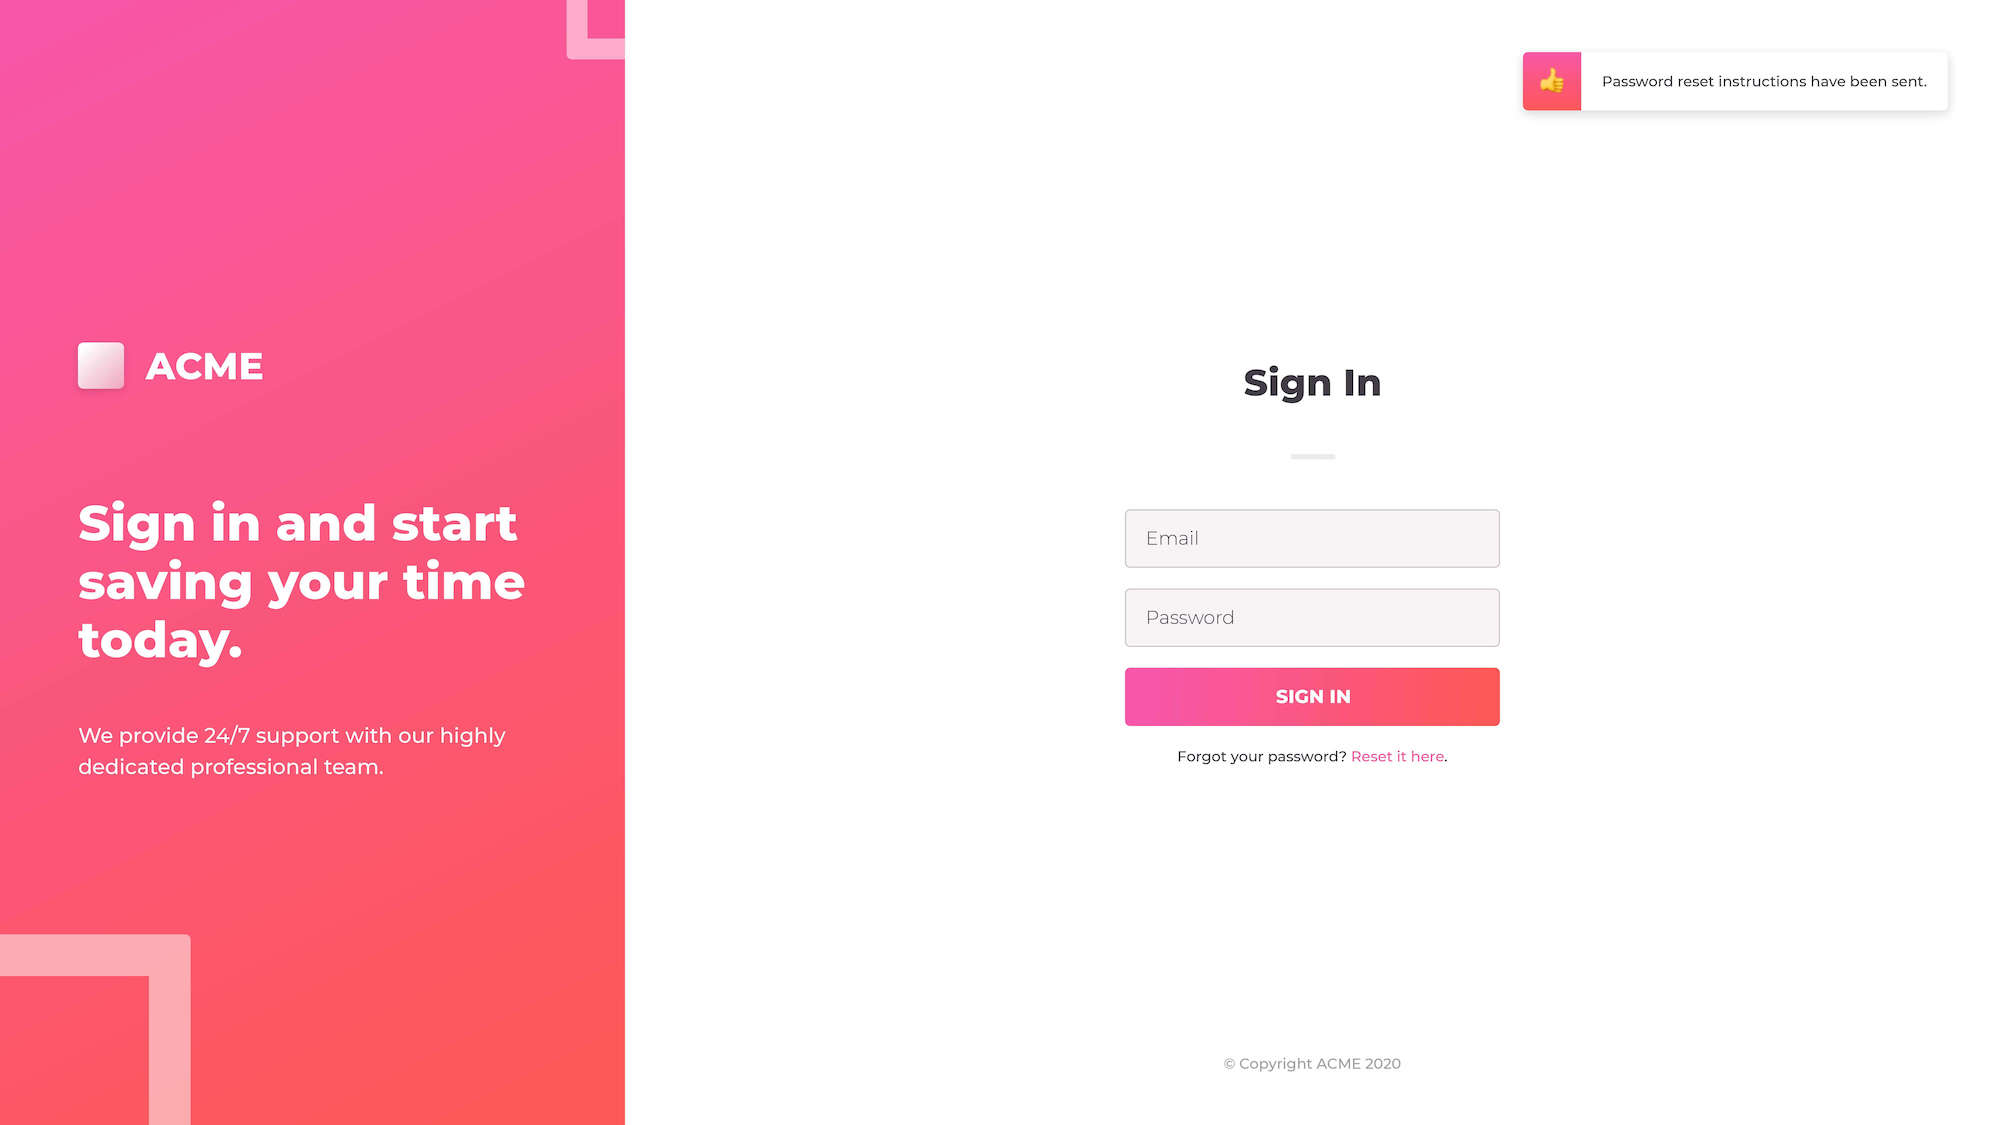 ACME
Sign in and start
saving your time
today.
We provide 24/7 support with our highly
dedicated professional team.
Password reset instructions have been sent.
Sign In
Email
Password
SIGN IN
Forgot your password? Reset it here.
© Copyright ACME 2020